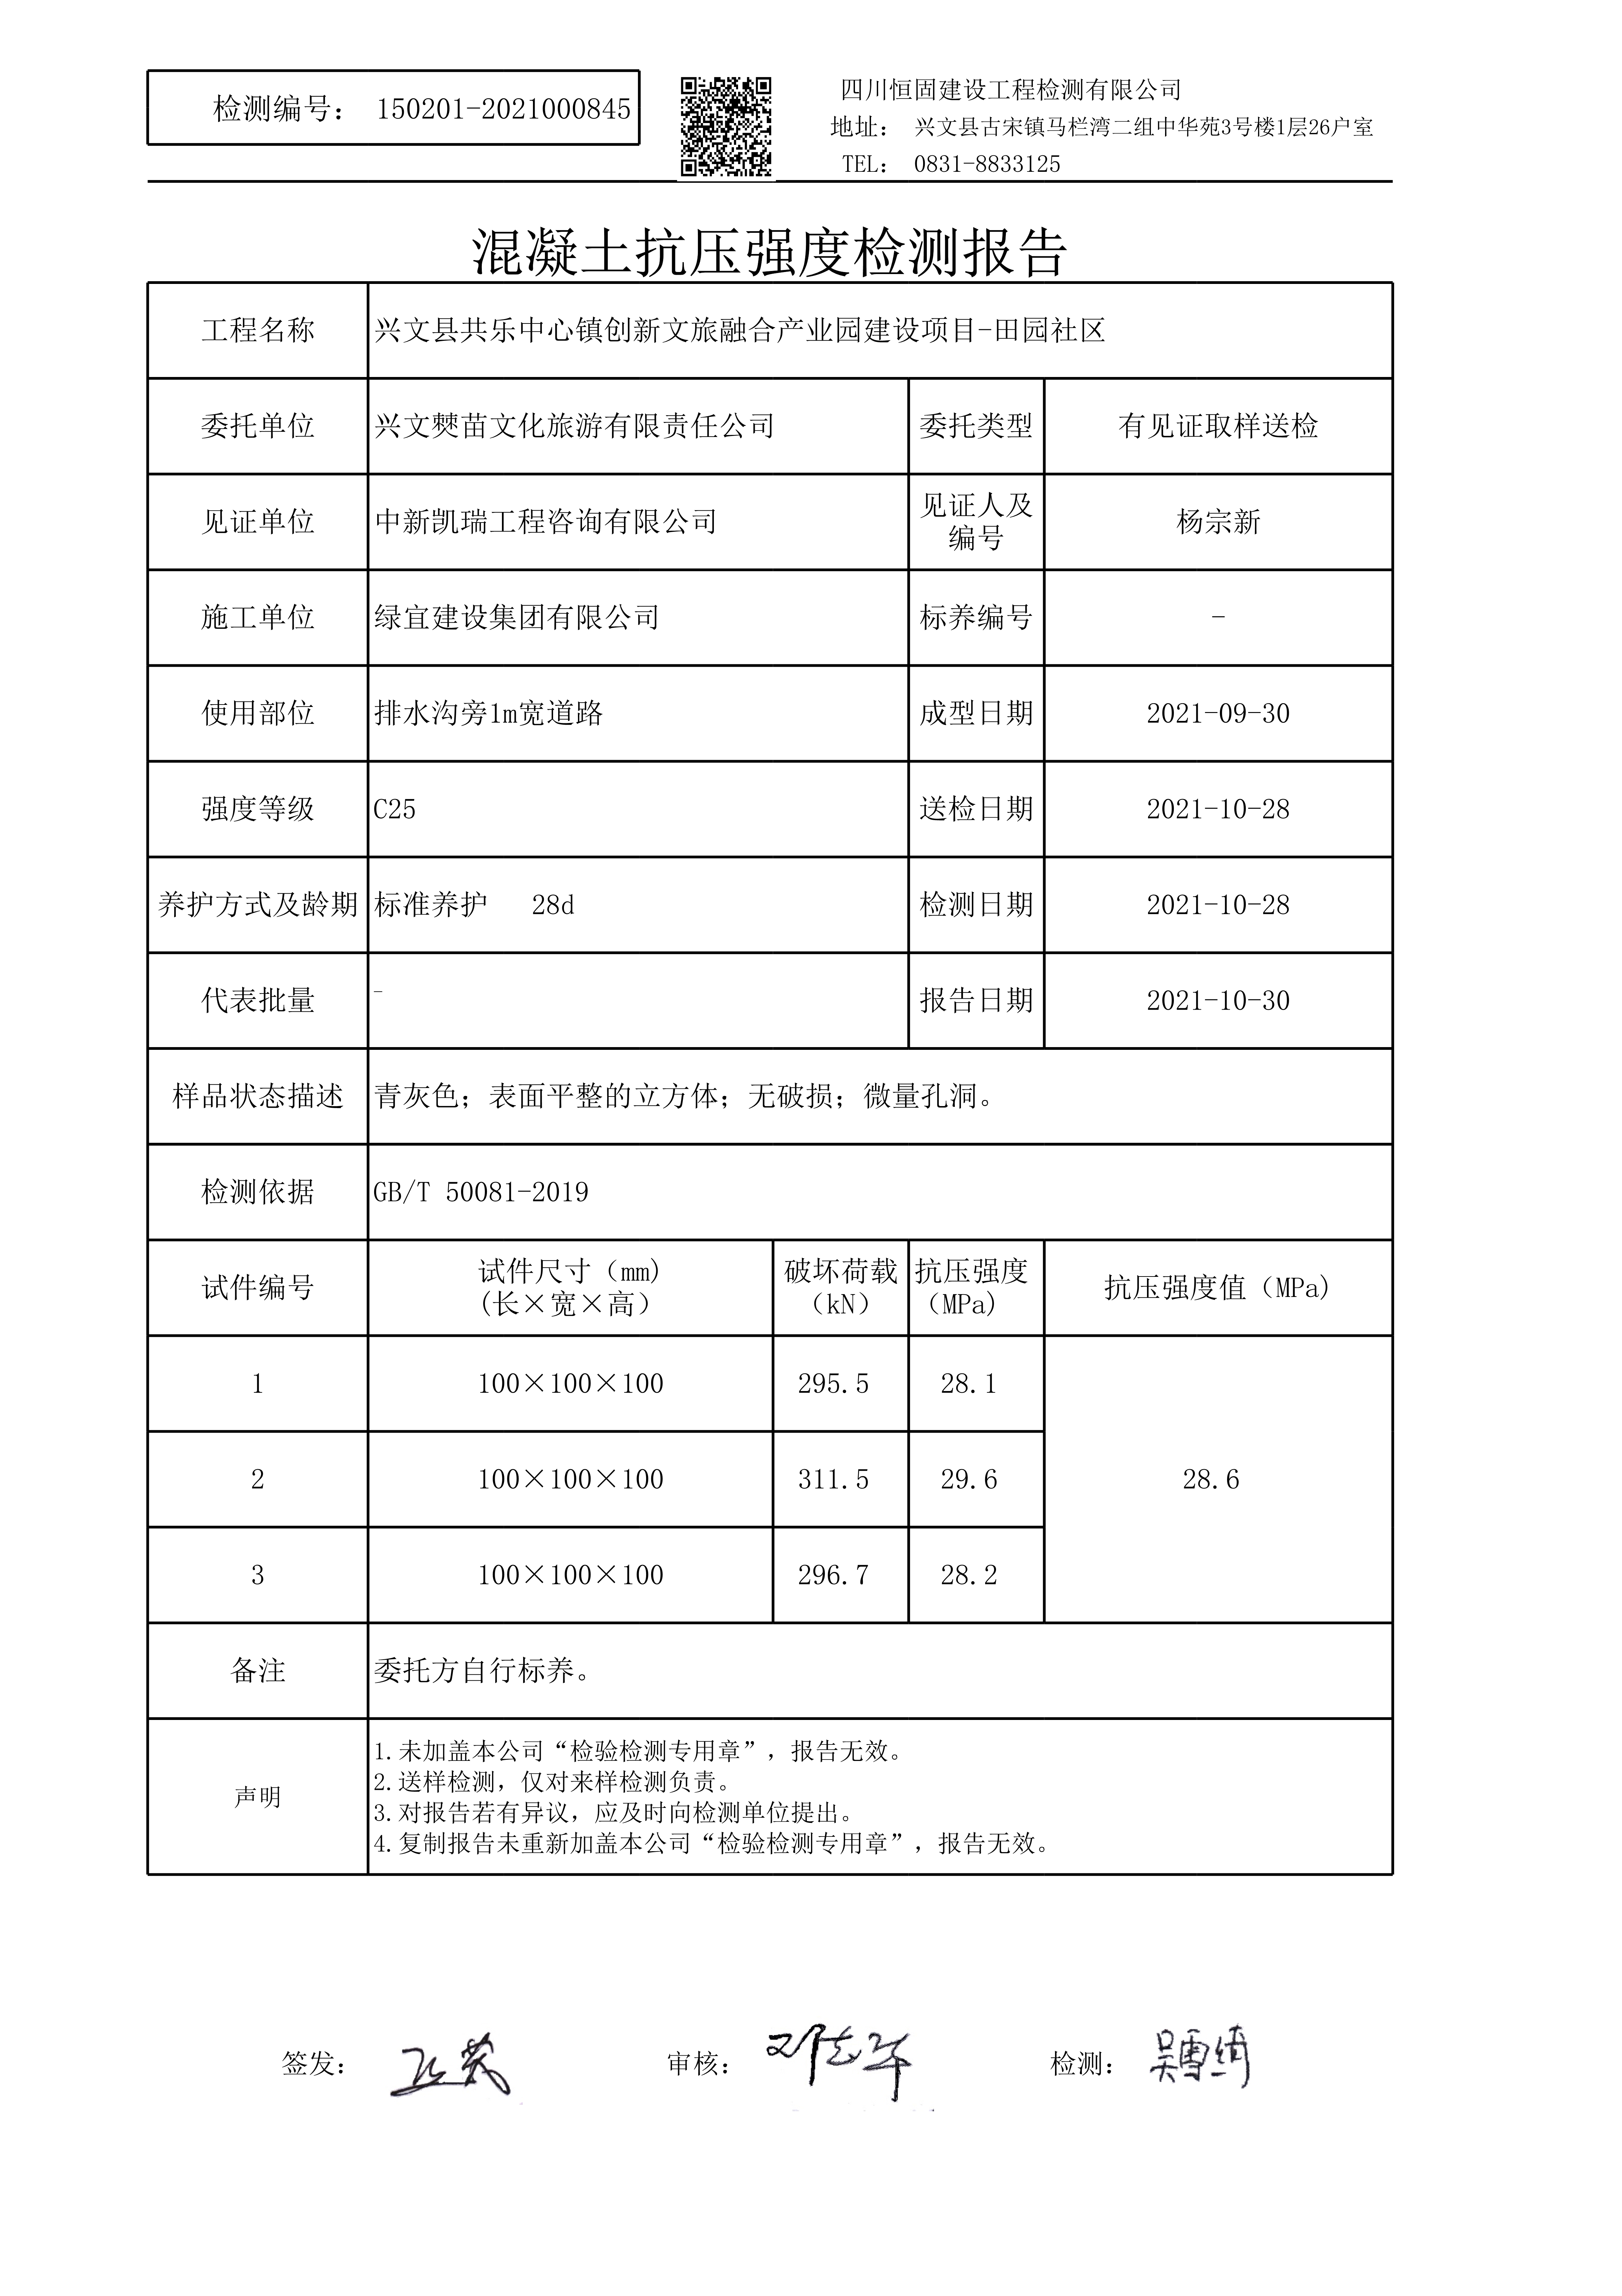 检测编号： 150201-2021000845
四川恒固建设工程检测有限公司
地址： 兴文县古宋镇马栏湾二组中华苑3号楼1层26户室
TEL： 0831-8833125
混凝土抗压强度检测报告
工程名称 兴文县共乐中心镇创新文旅融合产业园建设项目-田园社区
委托单位 兴文僰苗文化旅游有限责任公司 委托类型 有见证取样送检
见证单位 中新凯瑞工程咨询有限公司 见证人及编号 杨宗新
施工单位 绿宜建设集团有限公司 标养编号 -
使用部位 排水沟旁1m宽道路 成型日期 2021-09-30
强度等级 C25 送检日期 2021-10-28
养护方式及龄期 标准养护 28d 检测日期 2021-10-28
代表批量 - 报告日期 2021-10-30
样品状态描述 青灰色；表面平整的立方体；无破损；微量孔洞。
检测依据 GB/T 50081-2019
试件编号 试件尺寸（mm)(长×宽×高） 破坏荷载（kN） 抗压强度（MPa) 抗压强度值（MPa)
1 100×100×100 295.5 28.1
2 100×100×100 311.5 29.6 28.6
3 100×100×100 296.7 28.2
备注 委托方自行标养。
声明
1.未加盖本公司“检验检测专用章”，报告无效。
2.送样检测，仅对来样检测负责。
3.对报告若有异议，应及时向检测单位提出。
4.复制报告未重新加盖本公司“检验检测专用章”，报告无效。
签发： 审核： 检测： 吴雪绮